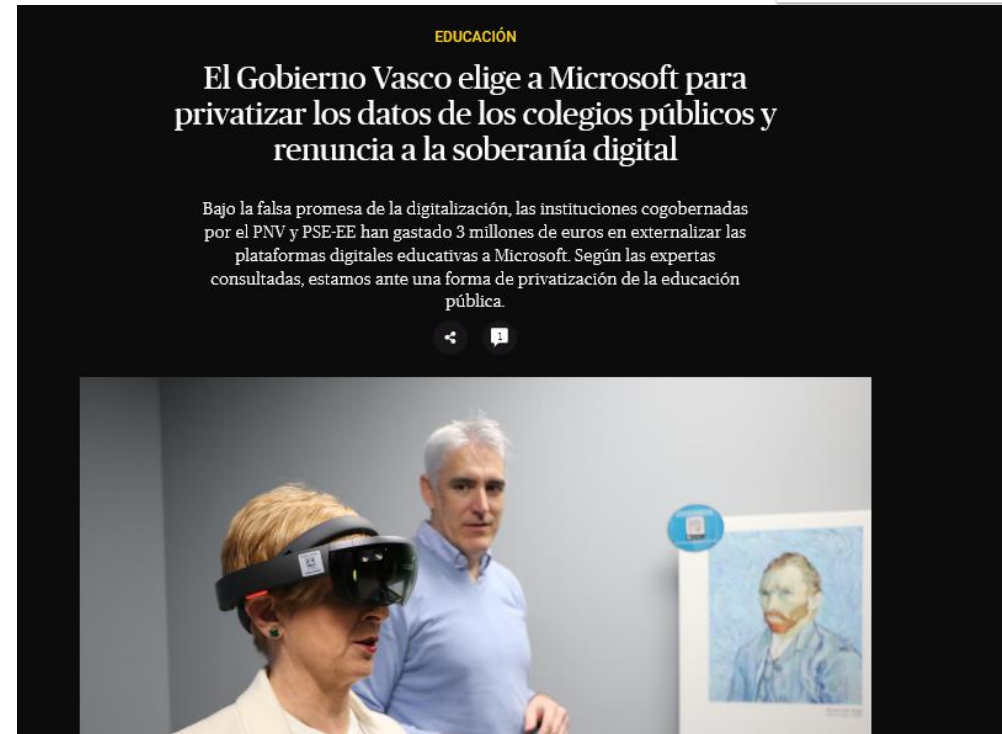 EDUCACIÓN
El Gobierno Vasco elige a Microsoft para
privatizar los datos de los colegios públicos y
renuncia a la soberanía digital
Bajo la falsa promesa de la digitalización, las instituciones cogobernadas
por el PNV y PSE-EE han gastado 3 millones de euros en externalizar las
plataformas digitales educativas a Microsoft. Según las expertas
consultadas, estamos ante una forma de privatización de la educación
pública.
1